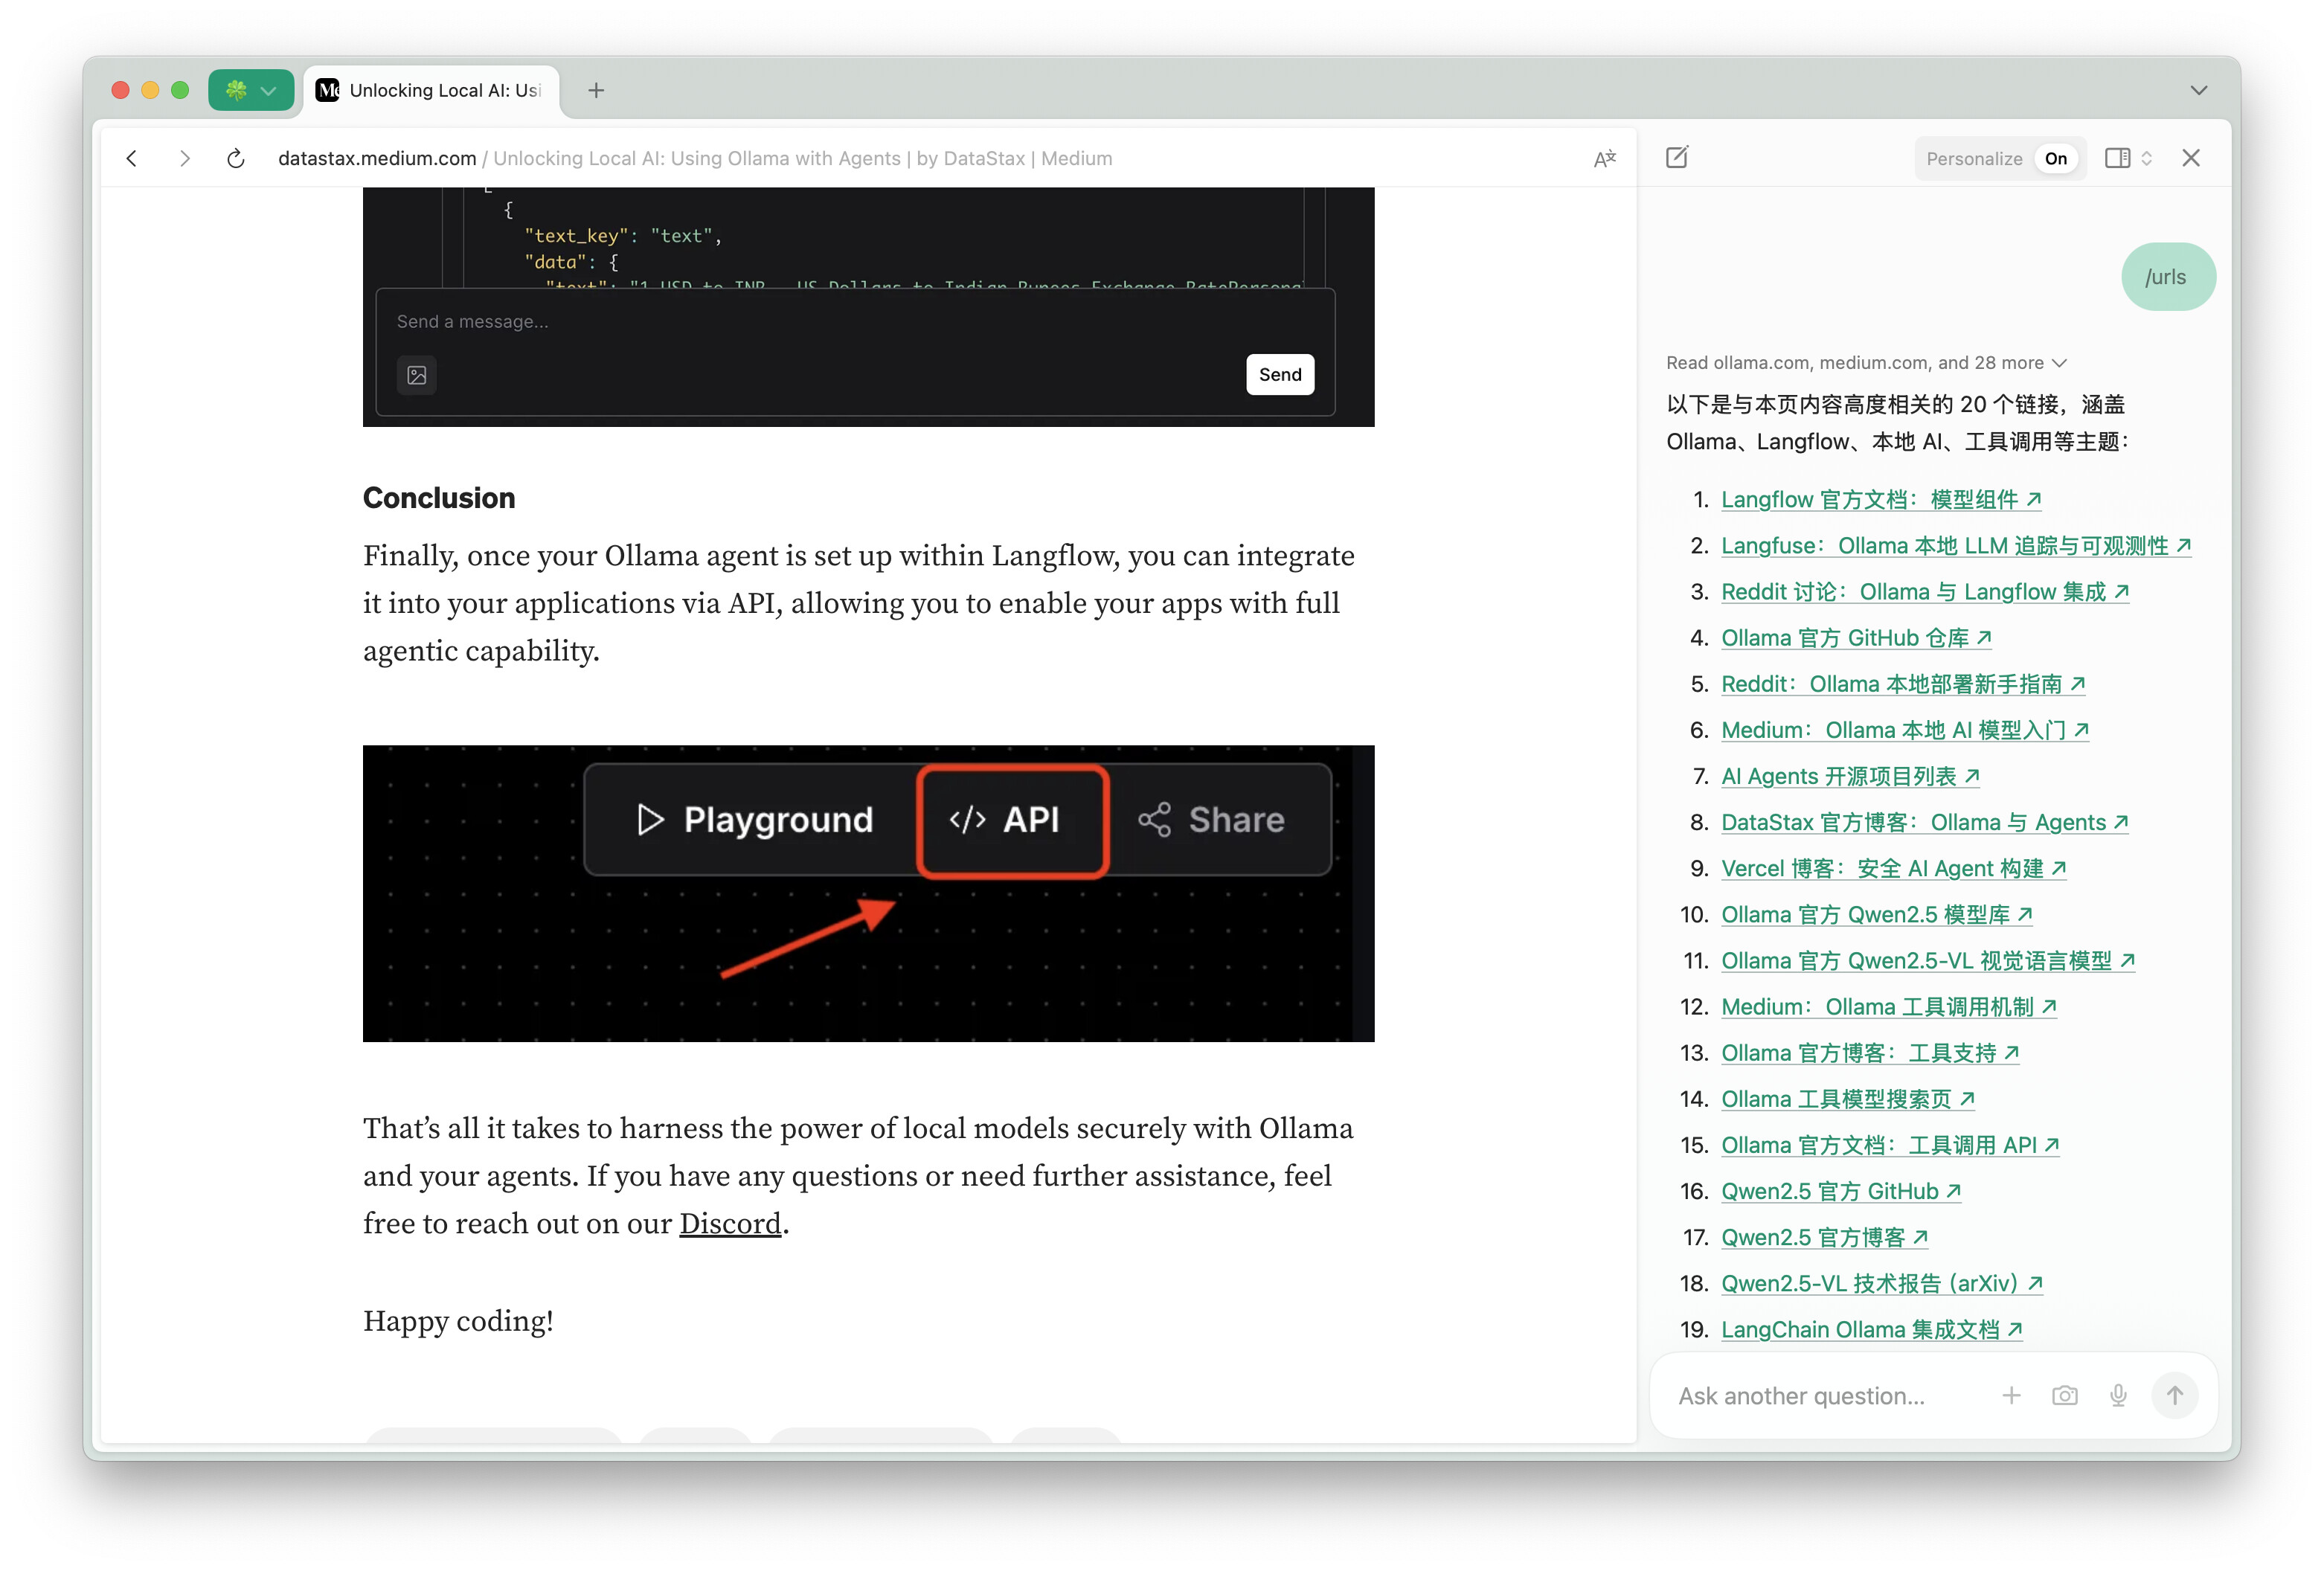 Unlocking Local AI: Usi
datastax.medium.com / Unlocking Local AI: Using Ollama with Agents | by DataStax | Medium
{
"text_key": "text",
"data": {
"text": "1 USD to INR - US Dollars to Indian Rupees Exchange RatePersonal
Send a message...
Send
Conclusion
Finally, once your Ollama agent is set up within Langflow, you can integrate
it into your applications via API, allowing you to enable your apps with full
agentic capability.
Playground
</> API
Share
That’s all it takes to harness the power of local models securely with Ollama
and your agents. If you have any questions or need further assistance, feel
free to reach out on our Discord.
Happy coding!
Personalize On
/urls
Read ollama.com, medium.com, and 28 more
以下是与本页内容高度相关的 20 个链接，涵盖
Ollama、Langflow、本地 AI、工具调用等主题：
1. Langflow 官方文档：模型组件
2. Langfuse：Ollama 本地 LLM 追踪与可观测性
3. Reddit 讨论：Ollama 与 Langflow 集成
4. Ollama 官方 GitHub 仓库
5. Reddit：Ollama 本地部署新手指南
6. Medium：Ollama 本地 AI 模型入门
7. AI Agents 开源项目列表
8. DataStax 官方博客：Ollama 与 Agents
9. Vercel 博客：安全 AI Agent 构建
10. Ollama 官方 Qwen2.5 模型库
11. Ollama 官方 Qwen2.5-VL 视觉语言模型
12. Medium：Ollama 工具调用机制
13. Ollama 官方博客：工具支持
14. Ollama 工具模型搜索页
15. Ollama 官方文档：工具调用 API
16. Qwen2.5 官方 GitHub
17. Qwen2.5 官方博客
18. Qwen2.5-VL 技术报告（arXiv）
19. LangChain Ollama 集成文档
Ask another question...